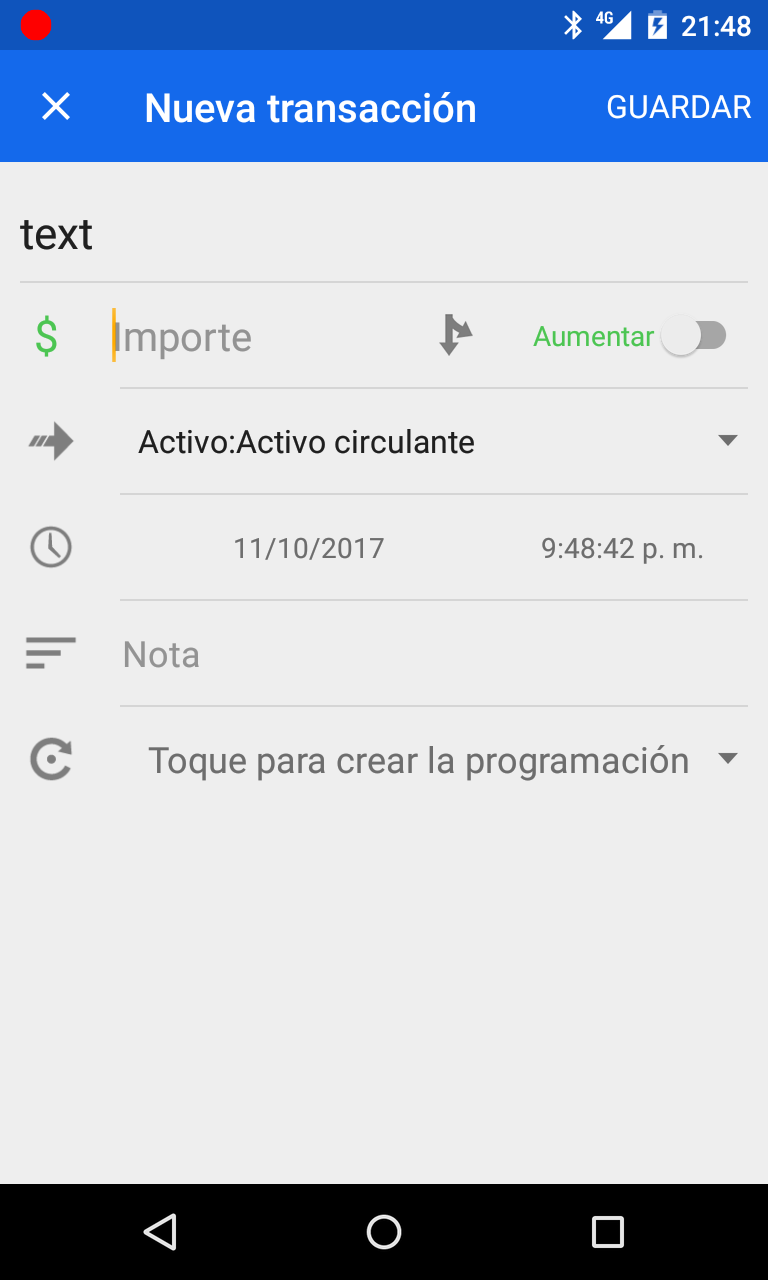 4G 21:48
Nueva transacción GUARDAR
text
$ Importe Aumentar
Activo:Activo circulante
11/10/2017 9:48:42 p. m.
Nota
Toque para crear la programación